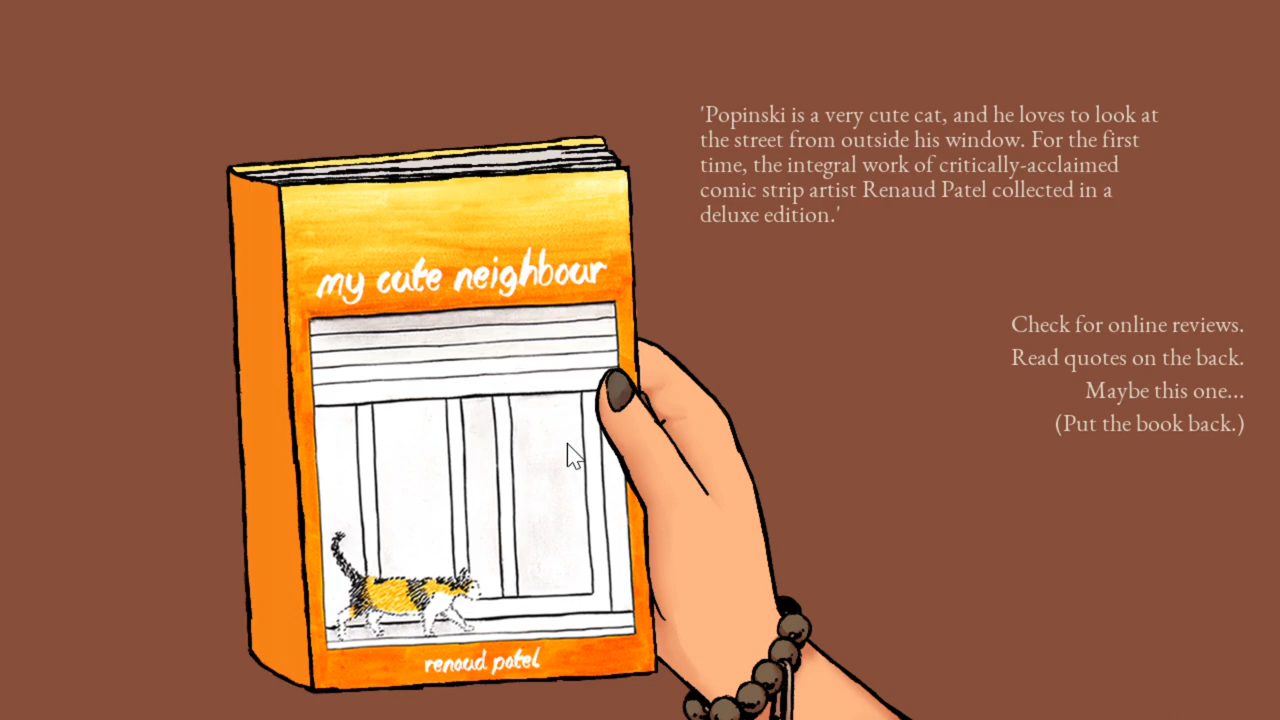 'Popinski is a very cute cat, and he loves to look at
the street from outside his window. For the first
time, the integral work of critically-acclaimed
comic strip artist Renaud Patel collected in a
deluxe edition.'
my cute neighbour
Check for online reviews.
Read quotes on the back.
Maybe this one...
(Put the book back.)
renaud patel